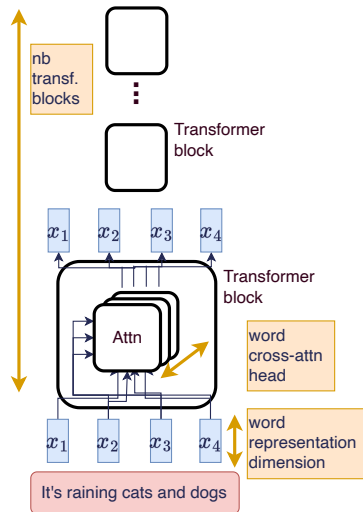 nb
transf.
blocks
Transformer
block
x₁ x₂ x₃ x₄
Transformer
block
Attn
word
cross-attn
head
x₁ x₂ x₃ x₄
word
representation
dimension
It's raining cats and dogs